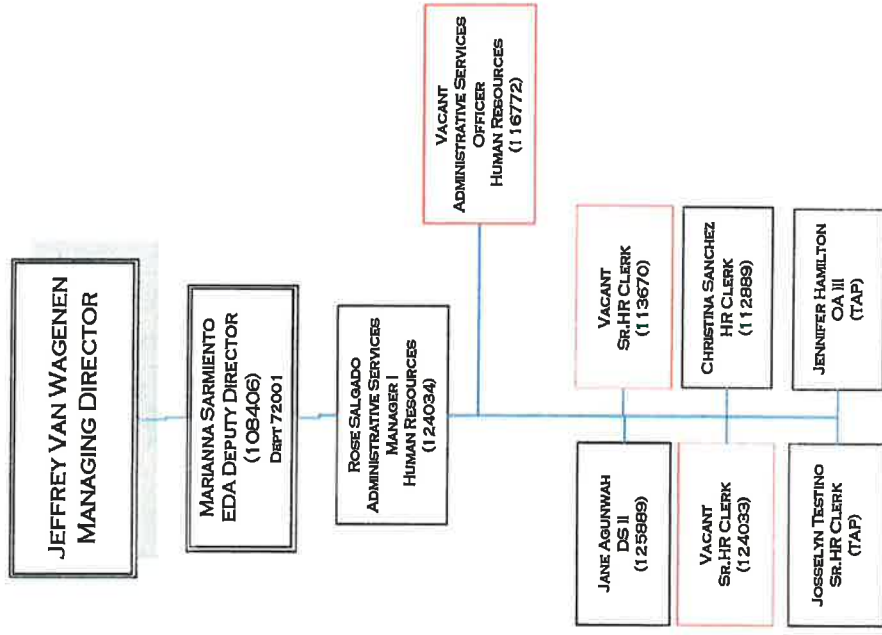 JEFFREY VAN WAGENEN
MANAGING DIRECTOR
MARIANNA SARMIENTO
EDA DEPUTY DIRECTOR
(108406)
DEPT 72001
ROSE SALGADO
ADMINISTRATIVE SERVICES
MANAGER I
HUMAN RESOURCES
(124034)
VACANT
ADMINISTRATIVE SERVICES
OFFICER
HUMAN RESOURCES
(116772)
JANE AGUNWAH
DS II
(125889)
VACANT
SR.HR CLERK
(113670)
VACANT
SR.HR CLERK
(124033)
CHRISTINA SANCHEZ
HR CLERK
(112889)
JOSSELYN TESTINO
SR.HR CLERK
(TAP)
JENNIFER HAMILTON
OA III
(TAP)